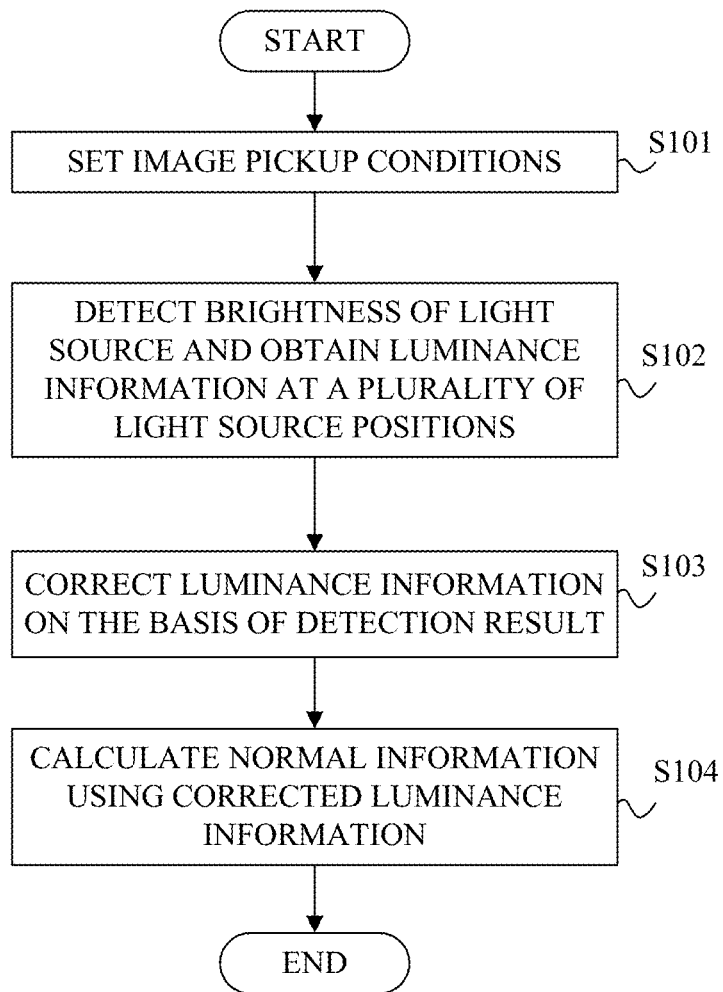 START
SET IMAGE PICKUP CONDITIONS
S101
DETECT BRIGHTNESS OF LIGHT
SOURCE AND OBTAIN LUMINANCE
INFORMATION AT A PLURALITY OF
LIGHT SOURCE POSITIONS
S102
CORRECT LUMINANCE INFORMATION
ON THE BASIS OF DETECTION RESULT
S103
CALCULATE NORMAL INFORMATION
USING CORRECTED LUMINANCE
INFORMATION
S104
END